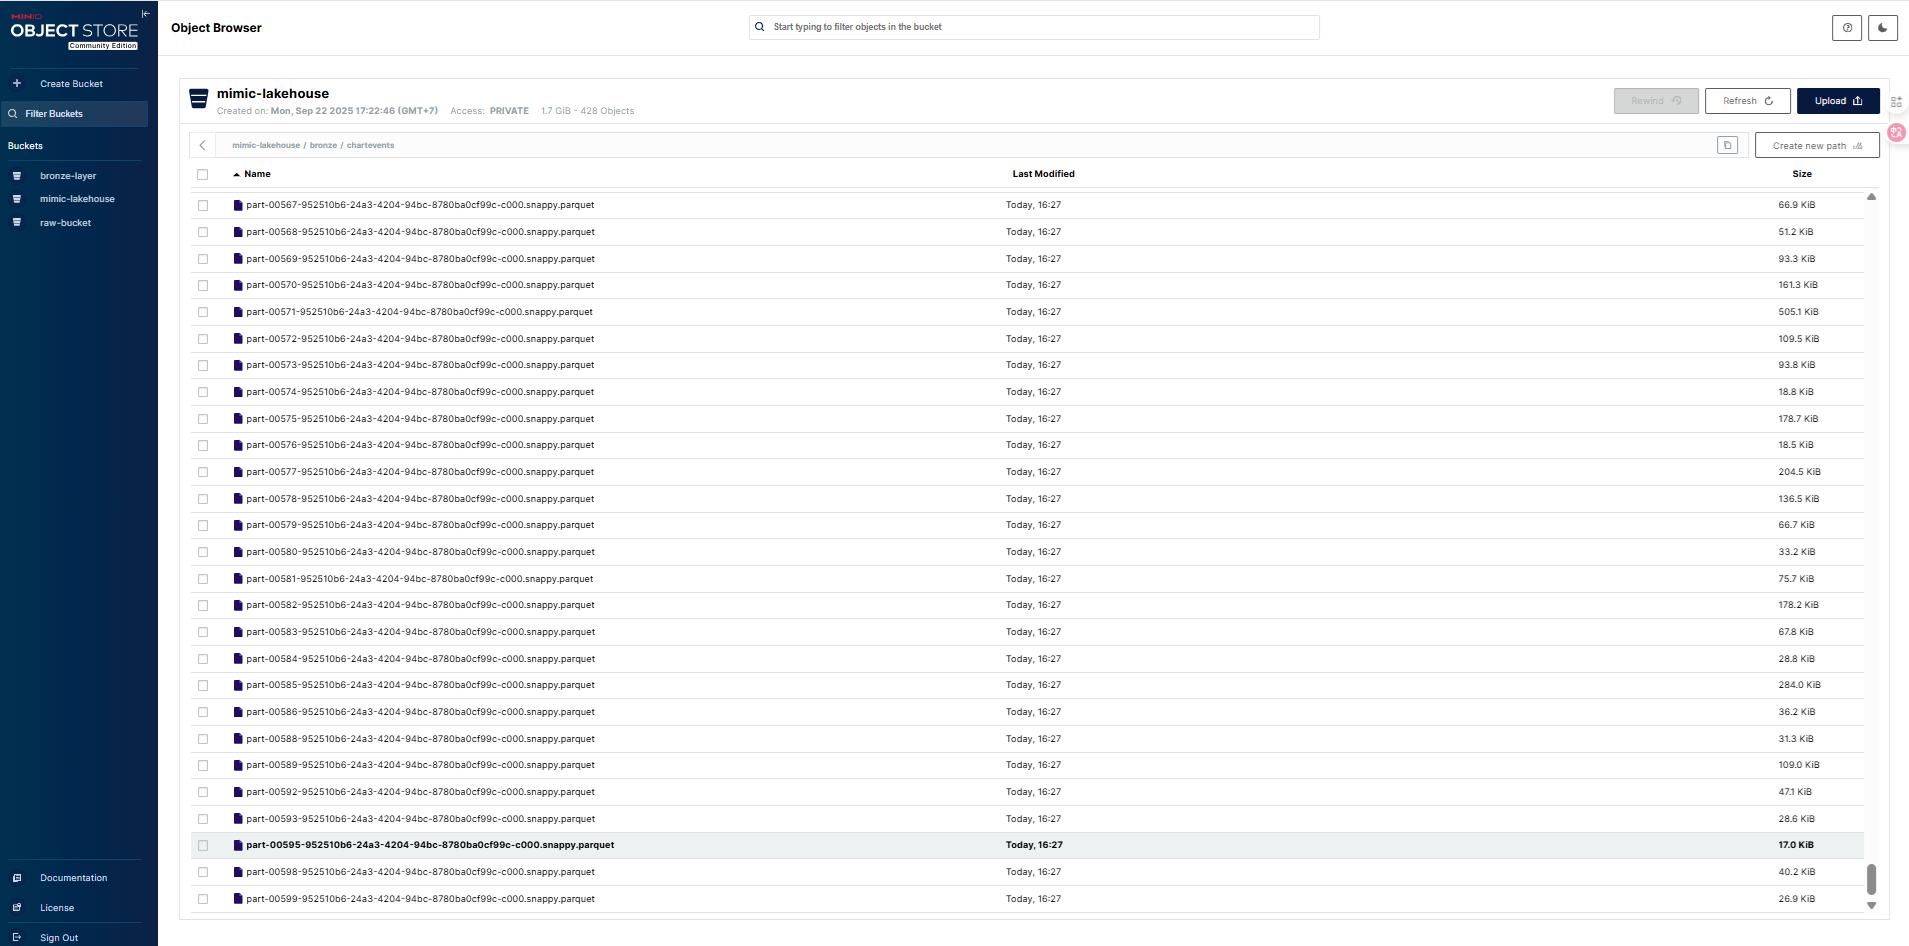 MINIO
OBJECT STORE
Community Edition
Create Bucket
Filter Buckets
Buckets
bronze-layer
mimic-lakehouse
raw-bucket
Documentation
License
Sign Out
Object Browser
Start typing to filter objects in the bucket
mimic-lakehouse
Created on: Mon, Sep 22 2025 17:22:46 (GMT+7) Access: PRIVATE 1.7 GiB - 428 Objects
Rewind
Refresh
Upload
mimic-lakehouse / bronze / chartevents
Create new path
Name Last Modified Size
part-00567-952510b6-24a3-4204-94bc-8780ba0cf99c-c000.snappy.parquet Today, 16:27 66.9 KiB
part-00568-952510b6-24a3-4204-94bc-8780ba0cf99c-c000.snappy.parquet Today, 16:27 51.2 KiB
part-00569-952510b6-24a3-4204-94bc-8780ba0cf99c-c000.snappy.parquet Today, 16:27 93.3 KiB
part-00570-952510b6-24a3-4204-94bc-8780ba0cf99c-c000.snappy.parquet Today, 16:27 161.3 KiB
part-00571-952510b6-24a3-4204-94bc-8780ba0cf99c-c000.snappy.parquet Today, 16:27 505.1 KiB
part-00572-952510b6-24a3-4204-94bc-8780ba0cf99c-c000.snappy.parquet Today, 16:27 109.5 KiB
part-00573-952510b6-24a3-4204-94bc-8780ba0cf99c-c000.snappy.parquet Today, 16:27 93.8 KiB
part-00574-952510b6-24a3-4204-94bc-8780ba0cf99c-c000.snappy.parquet Today, 16:27 18.8 KiB
part-00575-952510b6-24a3-4204-94bc-8780ba0cf99c-c000.snappy.parquet Today, 16:27 178.7 KiB
part-00576-952510b6-24a3-4204-94bc-8780ba0cf99c-c000.snappy.parquet Today, 16:27 18.5 KiB
part-00577-952510b6-24a3-4204-94bc-8780ba0cf99c-c000.snappy.parquet Today, 16:27 204.5 KiB
part-00578-952510b6-24a3-4204-94bc-8780ba0cf99c-c000.snappy.parquet Today, 16:27 136.5 KiB
part-00579-952510b6-24a3-4204-94bc-8780ba0cf99c-c000.snappy.parquet Today, 16:27 66.7 KiB
part-00580-952510b6-24a3-4204-94bc-8780ba0cf99c-c000.snappy.parquet Today, 16:27 33.2 KiB
part-00581-952510b6-24a3-4204-94bc-8780ba0cf99c-c000.snappy.parquet Today, 16:27 75.7 KiB
part-00582-952510b6-24a3-4204-94bc-8780ba0cf99c-c000.snappy.parquet Today, 16:27 178.2 KiB
part-00583-952510b6-24a3-4204-94bc-8780ba0cf99c-c000.snappy.parquet Today, 16:27 67.8 KiB
part-00584-952510b6-24a3-4204-94bc-8780ba0cf99c-c000.snappy.parquet Today, 16:27 28.8 KiB
part-00585-952510b6-24a3-4204-94bc-8780ba0cf99c-c000.snappy.parquet Today, 16:27 284.0 KiB
part-00586-952510b6-24a3-4204-94bc-8780ba0cf99c-c000.snappy.parquet Today, 16:27 36.2 KiB
part-00588-952510b6-24a3-4204-94bc-8780ba0cf99c-c000.snappy.parquet Today, 16:27 31.3 KiB
part-00589-952510b6-24a3-4204-94bc-8780ba0cf99c-c000.snappy.parquet Today, 16:27 109.0 KiB
part-00592-952510b6-24a3-4204-94bc-8780ba0cf99c-c000.snappy.parquet Today, 16:27 47.1 KiB
part-00593-952510b6-24a3-4204-94bc-8780ba0cf99c-c000.snappy.parquet Today, 16:27 28.6 KiB
part-00595-952510b6-24a3-4204-94bc-8780ba0cf99c-c000.snappy.parquet Today, 16:27 17.0 KiB
part-00598-952510b6-24a3-4204-94bc-8780ba0cf99c-c000.snappy.parquet Today, 16:27 40.2 KiB
part-00599-952510b6-24a3-4204-94bc-8780ba0cf99c-c000.snappy.parquet Today, 16:27 26.9 KiB